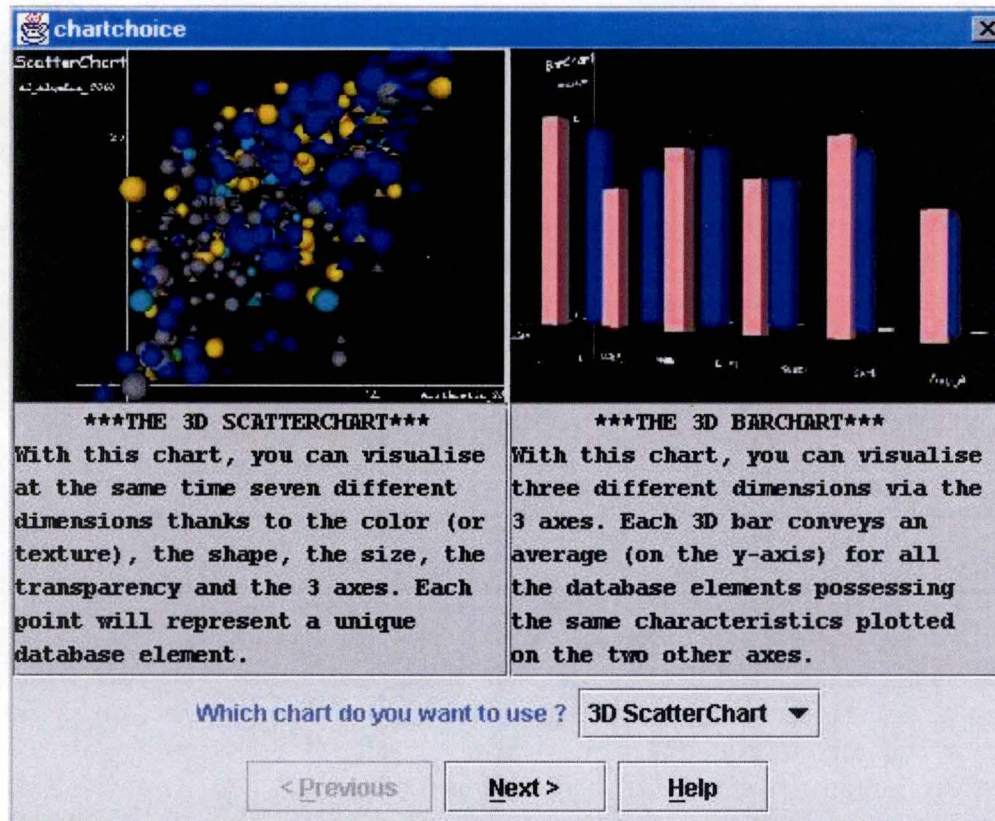 chartchoice
ScatterChart
BarChart
***THE 3D SCATTERCHART***
With this chart, you can visualise
at the same time seven different
dimensions thanks to the color (or
texture), the shape, the size, the
transparency and the 3 axes. Each
point will represent a unique
database element.
***THE 3D BARCHART***
With this chart, you can visualise
three different dimensions via the
3 axes. Each 3D bar conveys an
average (on the y-axis) for all
the database elements possessing
the same characteristics plotted
on the two other axes.
Which chart do you want to use ? 3D ScatterChart
< Previous Next > Help